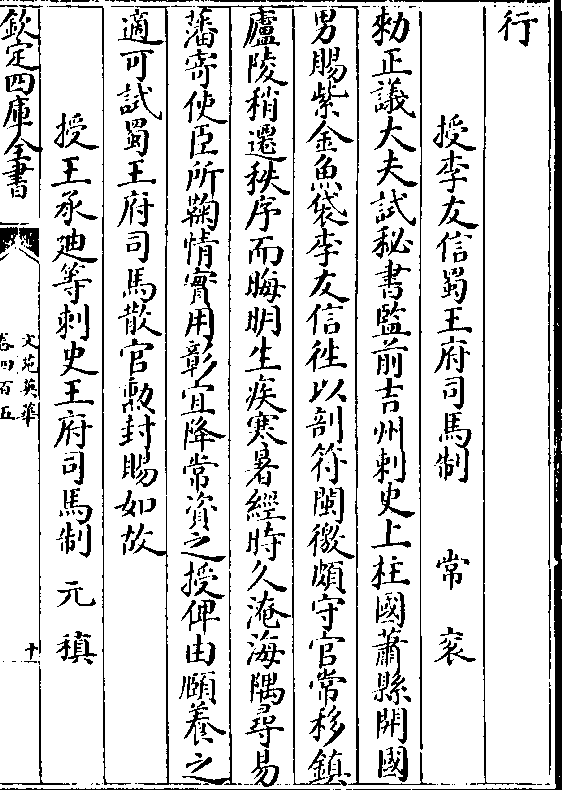 行
授李友信蜀王府司馬制 常衮
勑正議大夫試秘書監前吉州刺史上柱國蕭縣開國
男賜紫金魚袋李友信徃以剖符閩徼頗守官常移鎮
廬陵稍遷秩序而晦明生疾寒暑經時久淹海隅尋易
藩寄使臣所鞠情實用彰宜降常資之授俾由頤養之
適可試蜀王府司馬散官勲封賜如故
授王承廸等刺史王府司馬制 元稹
欽定四庫全書
文苑英華
卷四百五
十